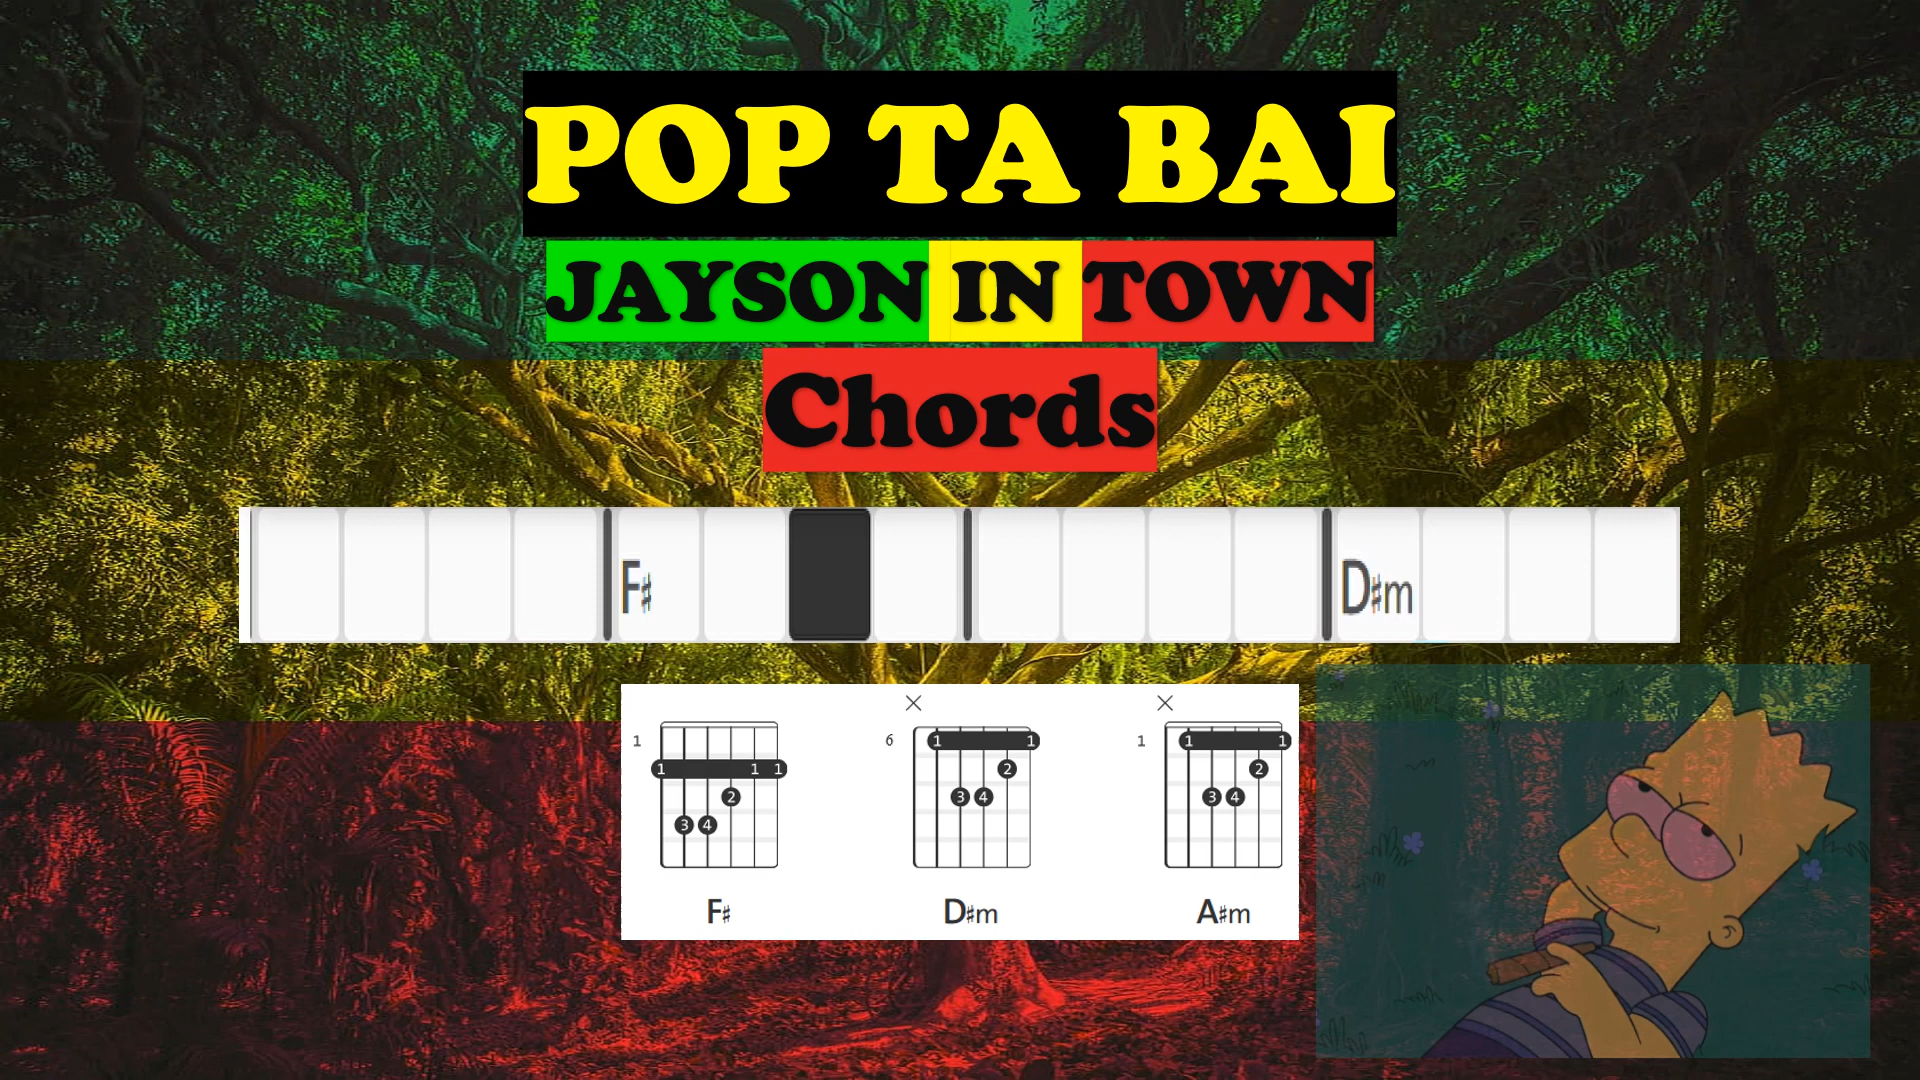 POP TA BAI
JAYSON IN TOWN
Chords
F♯ D♯m
× ×
1 6 1
1 1 1 1
1 1 1 2 2
2 3 4 3 4
3 4
F♯ D♯m A♯m